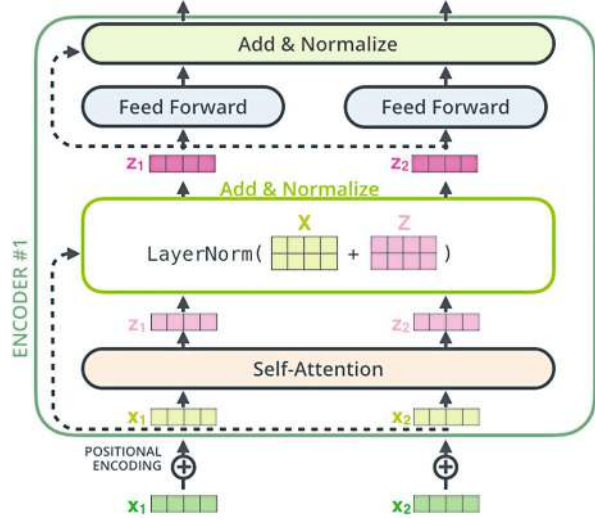 Add & Normalize
Feed Forward
Feed Forward
z1
z2
Add & Normalize
X
Z
LayerNorm( + )
ENCODER #1
z1
z2
Self-Attention
x1
x2
POSITIONAL
ENCODING
+
+
x1
x2